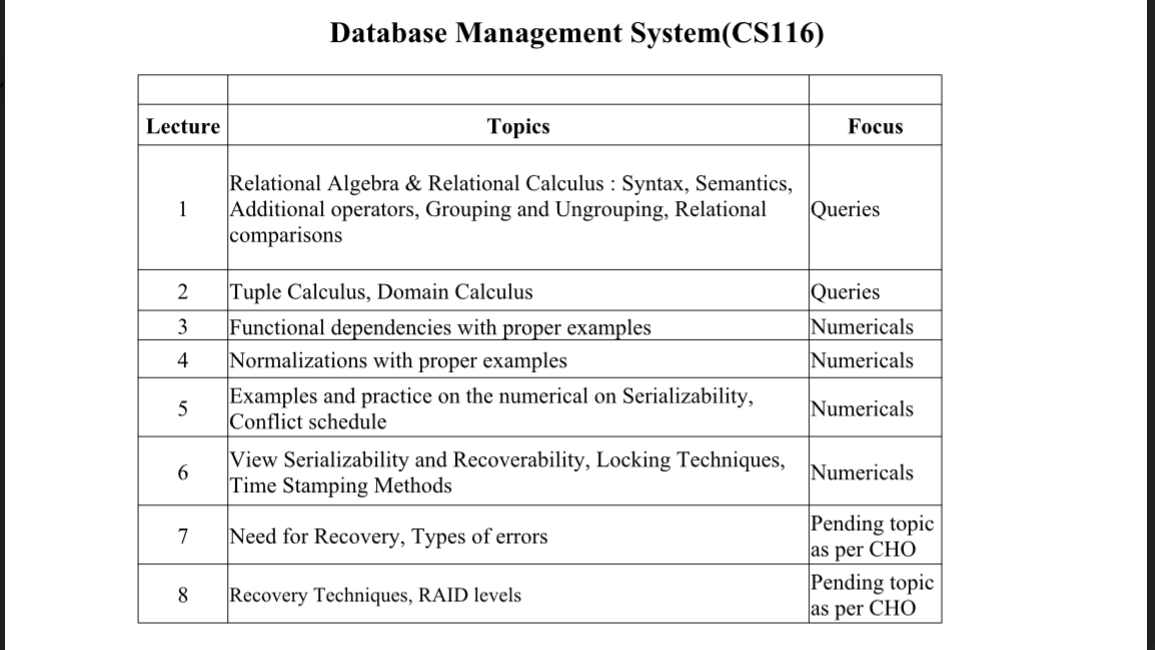 Database Management System(CS116)
Lecture Topics Focus
1 Relational Algebra & Relational Calculus : Syntax, Semantics,
Additional operators, Grouping and Ungrouping, Relational
comparisons
Queries
2 Tuple Calculus, Domain Calculus Queries
3 Functional dependencies with proper examples Numericals
4 Normalizations with proper examples Numericals
5 Examples and practice on the numerical on Serializability,
Conflict schedule
Numericals
6 View Serializability and Recoverability, Locking Techniques,
Time Stamping Methods
Numericals
7 Need for Recovery, Types of errors
Pending topic
as per CHO
8 Recovery Techniques, RAID levels
Pending topic
as per CHO